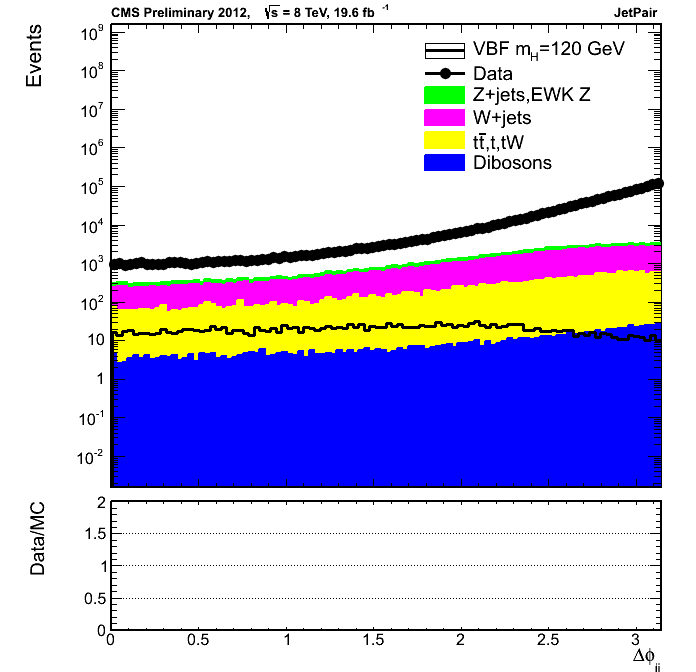 CMS Preliminary 2012, √s = 8 TeV, 19.6 fb⁻¹ JetPair
Events
10⁹
10⁸
10⁷
10⁶
10⁵
10⁴
10³
10²
10
1
10⁻¹
10⁻²
VBF m_H=120 GeV
Data
Z+jets,EWK Z
W+jets
tt̄,t,tW
Dibosons
Data/MC
2
1.5
1
0.5
0
0 0.5 1 1.5 2 2.5 3
Δϕ_jj